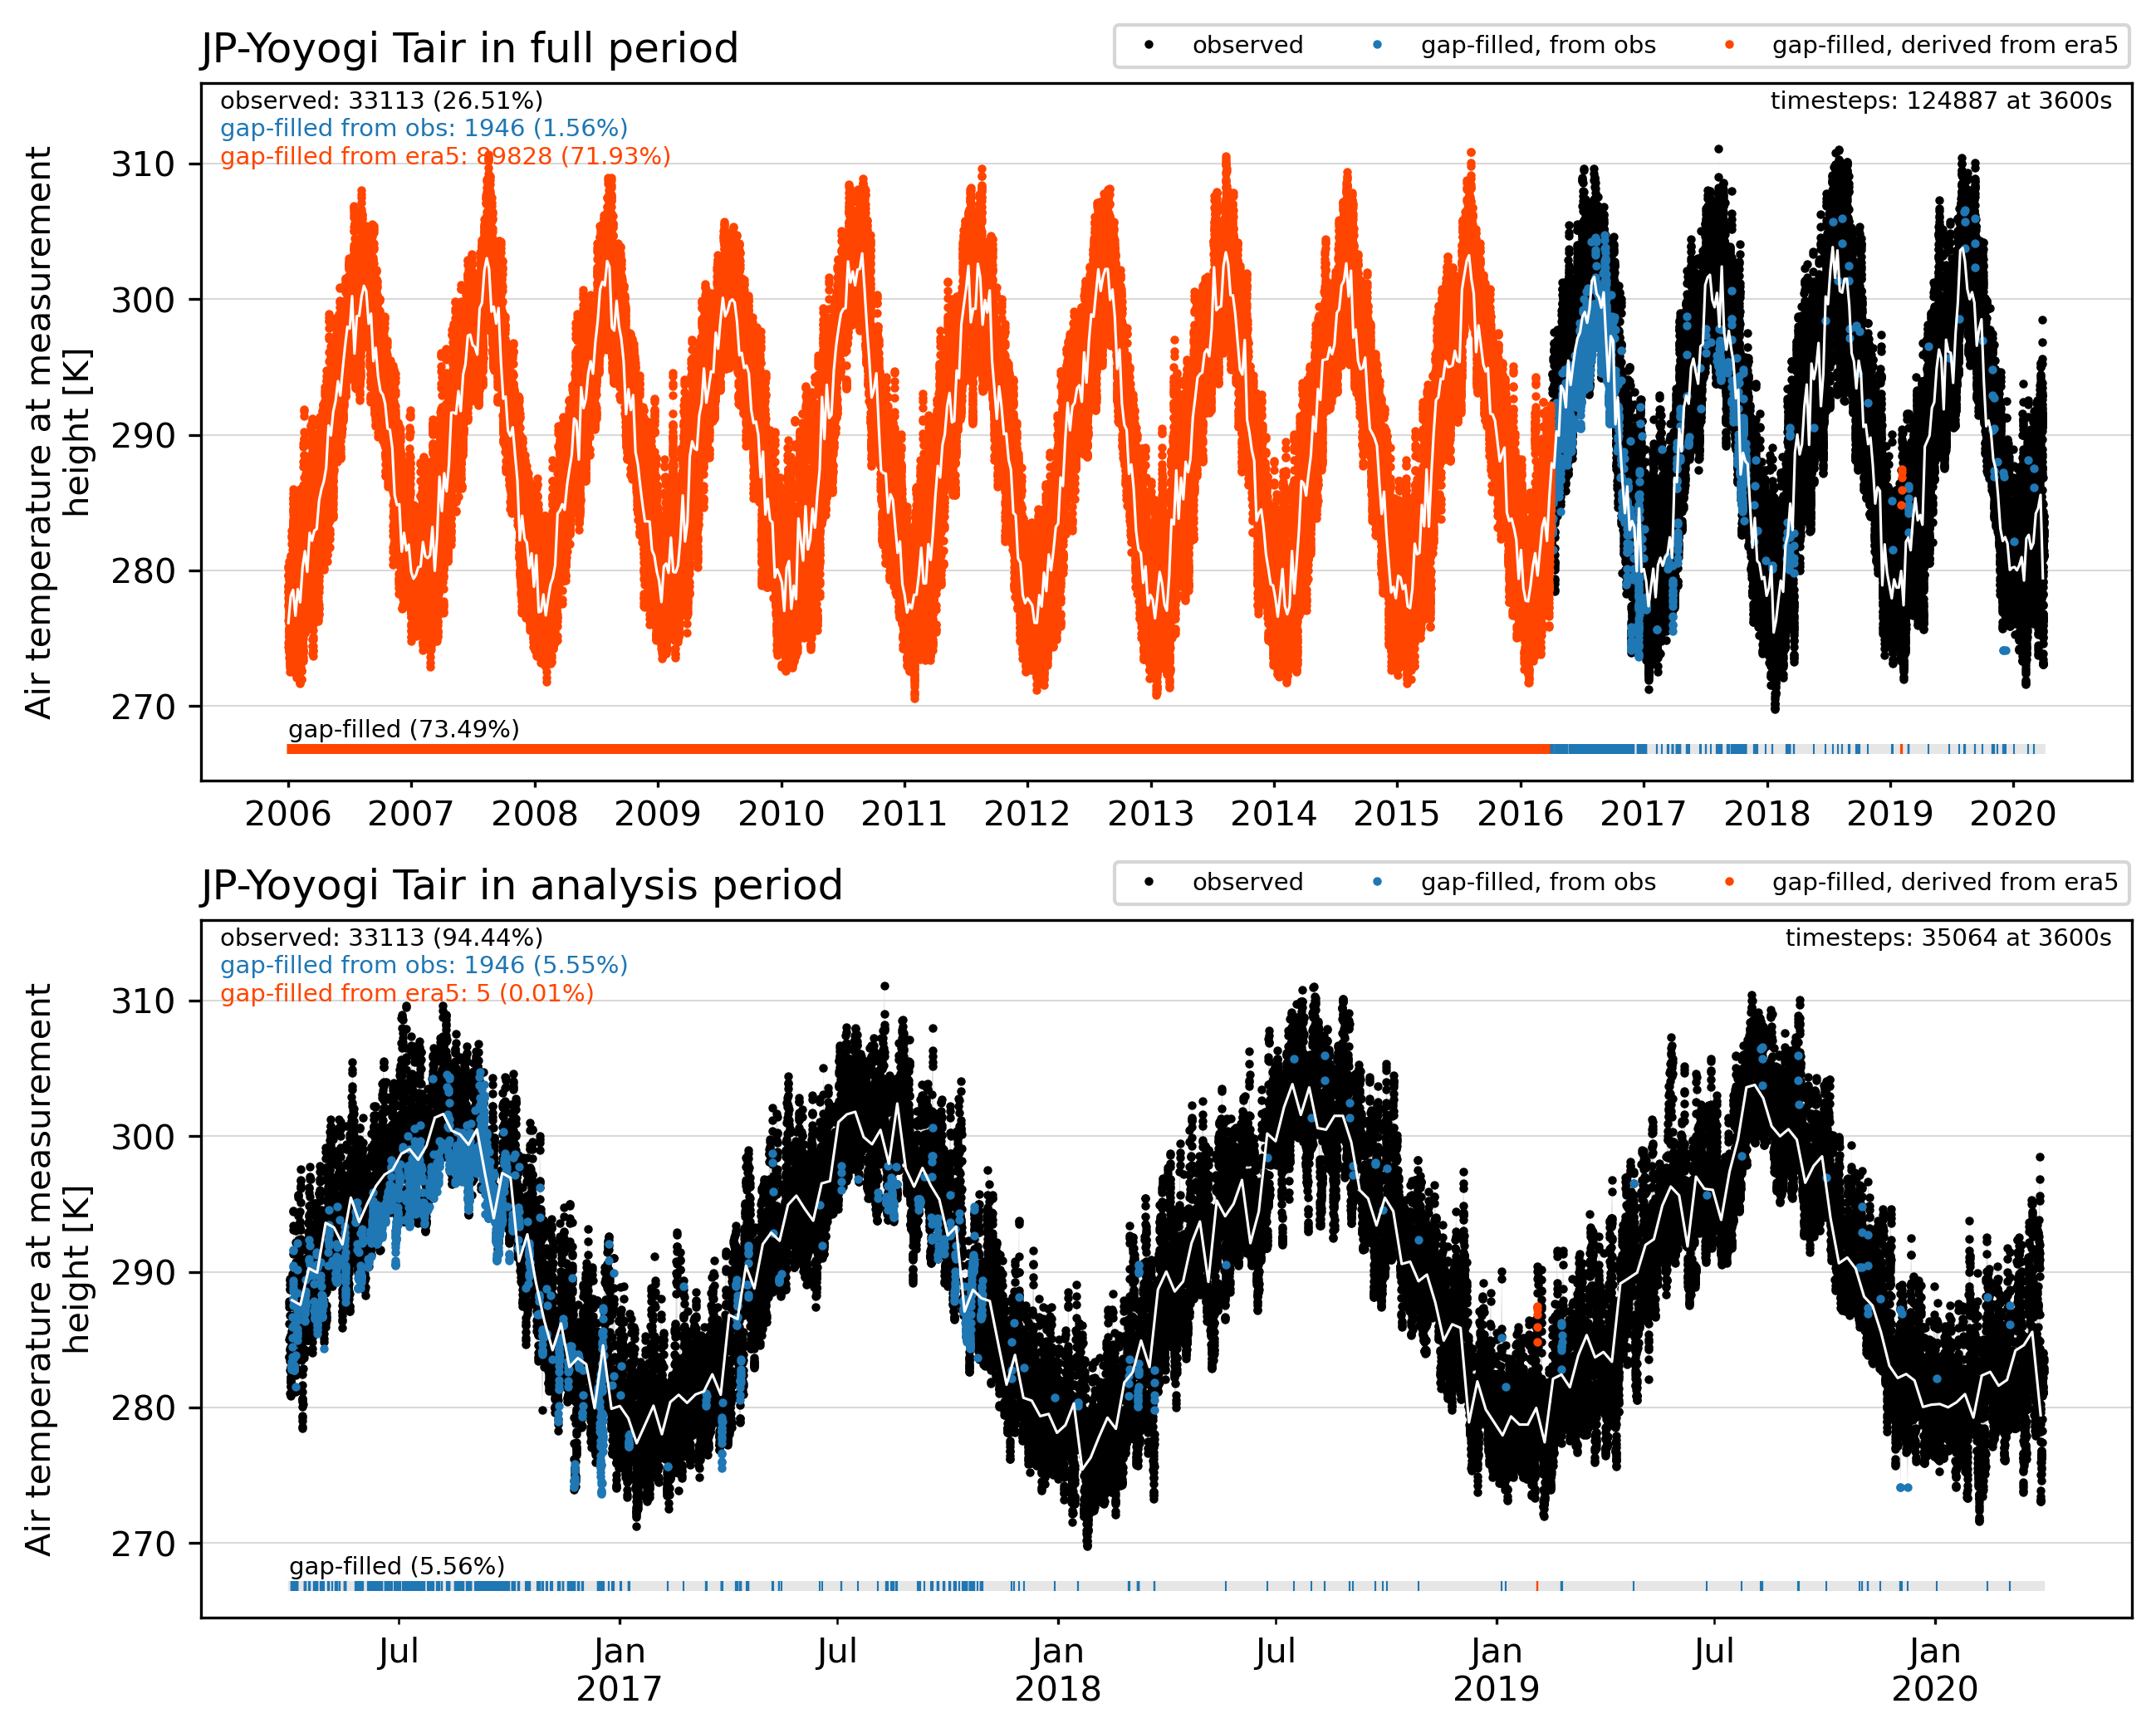 JP-Yoyogi Tair in full period
observed gap-filled, from obs gap-filled, derived from era5
observed: 33113 (26.51%)
timesteps: 124887 at 3600s
gap-filled from obs: 1946 (1.56%)
gap-filled from era5: 89828 (71.93%)
Air temperature at measurement
height [K]
310
300
290
280
270
gap-filled (73.49%)
2006 2007 2008 2009 2010 2011 2012 2013 2014 2015 2016 2017 2018 2019 2020
JP-Yoyogi Tair in analysis period
observed gap-filled, from obs gap-filled, derived from era5
observed: 33113 (94.44%)
timesteps: 35064 at 3600s
gap-filled from obs: 1946 (5.55%)
gap-filled from era5: 5 (0.01%)
Air temperature at measurement
height [K]
310
300
290
280
270
gap-filled (5.56%)
Jul Jan Jul Jan Jul Jan Jul Jan
2017 2018 2019 2020